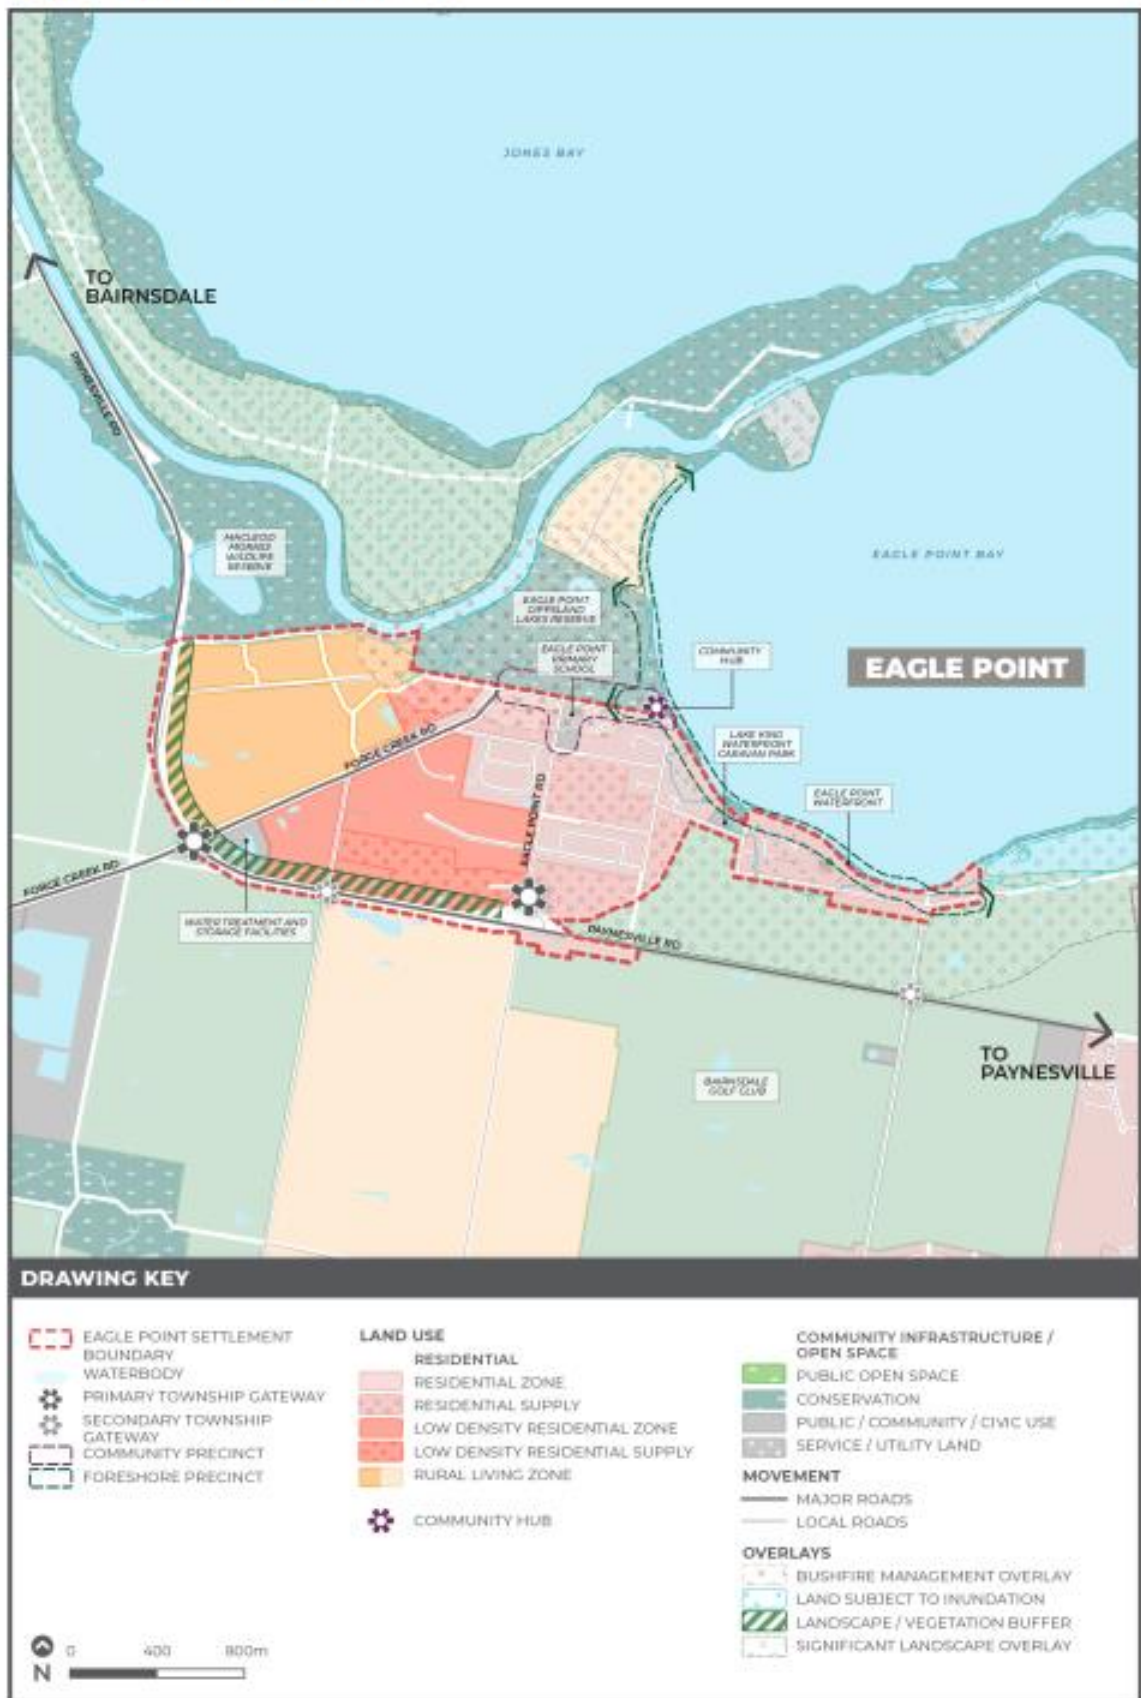 JONES BAY
TO
BAIRNSDALE
PAYNESVILLE RD
MACLEOD
MORASS
WILDLIFE
RESERVE
EAGLE POINT BAY
EAGLE POINT
GIPPSLAND
LAKES RESERVE
EAGLE POINT
PRIMARY
SCHOOL
COMMUNITY
HUB
EAGLE POINT
LAKE KING
WATERFRONT
CARAVAN PARK
FORGE CREEK RD
EAGLE POINT
WATERFRONT
EAGLE POINT RD
FORGE CREEK RD
WATER TREATMENT AND
STORAGE FACILITIES
PAYNESVILLE RD
TO
PAYNESVILLE
BAIRNSDALE
GOLF CLUB
DRAWING KEY
EAGLE POINT SETTLEMENT
BOUNDARY
WATERBODY
PRIMARY TOWNSHIP GATEWAY
SECONDARY TOWNSHIP
GATEWAY
COMMUNITY PRECINCT
FORESHORE PRECINCT
LAND USE
RESIDENTIAL
RESIDENTIAL ZONE
RESIDENTIAL SUPPLY
LOW DENSITY RESIDENTIAL ZONE
LOW DENSITY RESIDENTIAL SUPPLY
RURAL LIVING ZONE
COMMUNITY HUB
COMMUNITY INFRASTRUCTURE /
OPEN SPACE
PUBLIC OPEN SPACE
CONSERVATION
PUBLIC / COMMUNITY / CIVIC USE
SERVICE / UTILITY LAND
MOVEMENT
MAJOR ROADS
LOCAL ROADS
OVERLAYS
BUSHFIRE MANAGEMENT OVERLAY
LAND SUBJECT TO INUNDATION
LANDSCAPE / VEGETATION BUFFER
SIGNIFICANT LANDSCAPE OVERLAY
0 400 800m
N